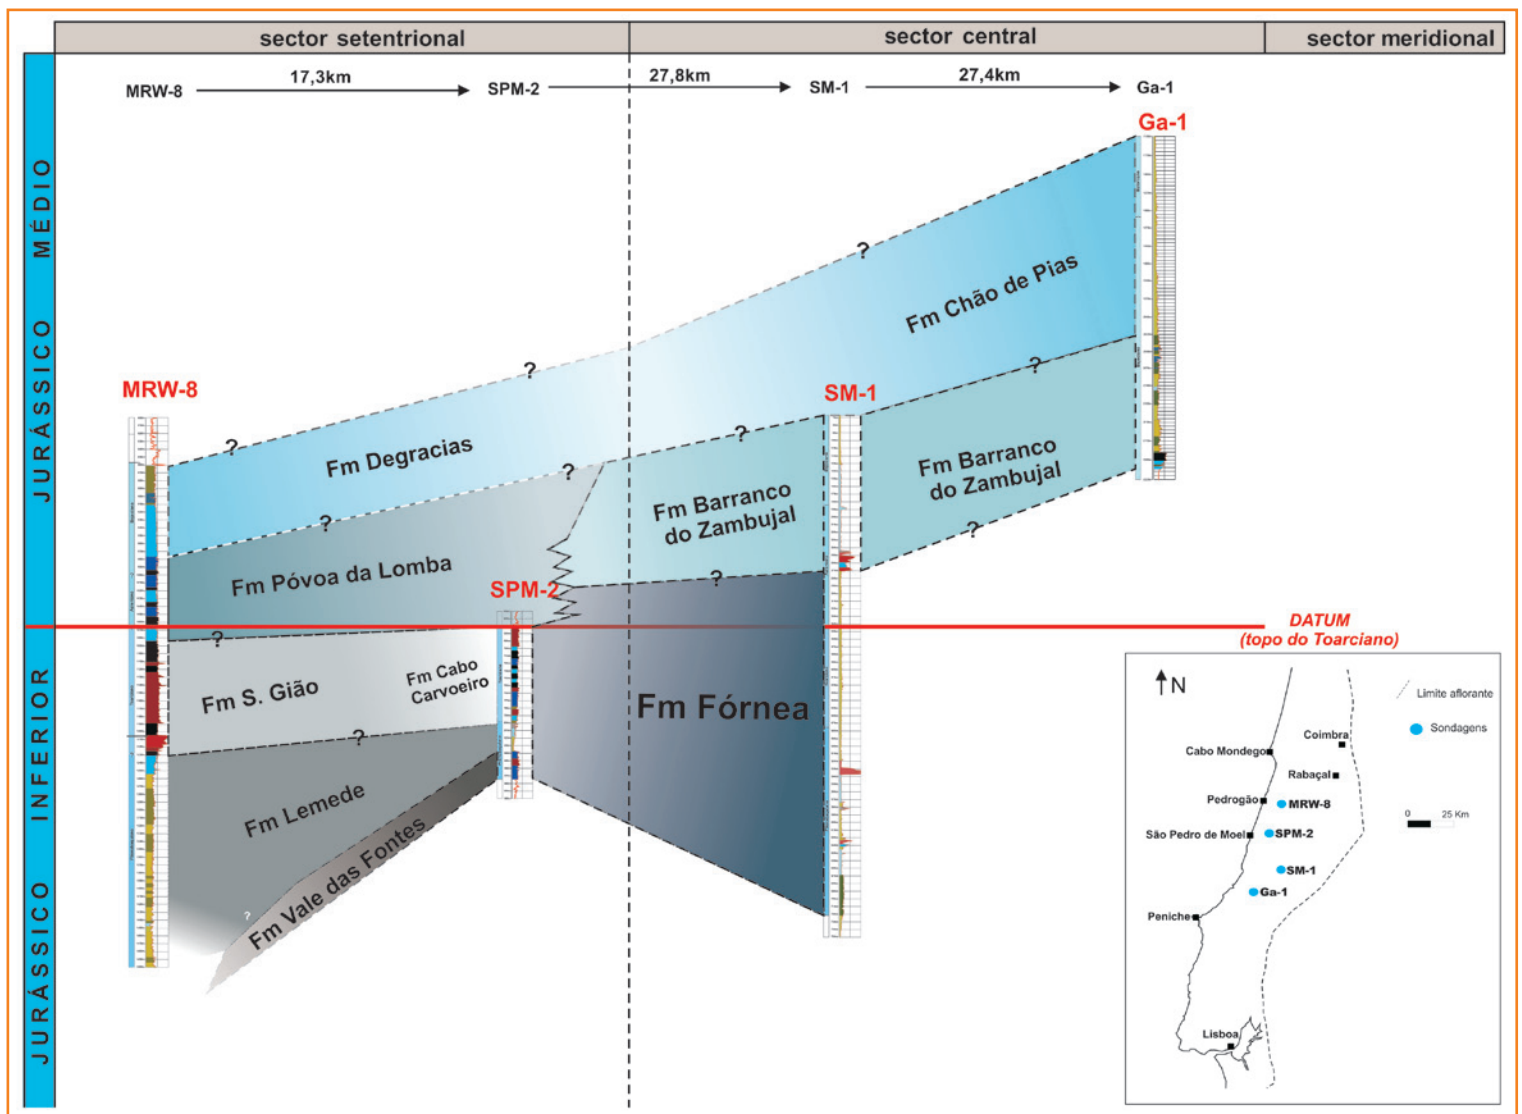 sector setentrional
sector central
sector meridional
JURÁSSICO MÉDIO
JURÁSSICO INFERIOR
MRW-8
17,3km
SPM-2
27,8km
SM-1
27,4km
Ga-1
Ga-1
MRW-8
SM-1
SPM-2
?
Fm Chão de Pias
?
?
?
Fm Degracias
?
?
?
Fm Barranco
do Zambujal
Fm Barranco
do Zambujal
?
?
Fm Póvoa da Lomba
?
DATUM
(topo do Toarciano)
?
Fm S. Gião
Fm Cabo
Carvoeiro
Fm Fórnea
?
Fm Lemede
?
Fm Vale das Fontes
N
Limite aflorante
Sondagens
Coimbra
Cabo Mondego
Rabaçal
Pedrogão
MRW-8
0 25 Km
São Pedro de Moel
SPM-2
SM-1
Ga-1
Peniche
Lisboa